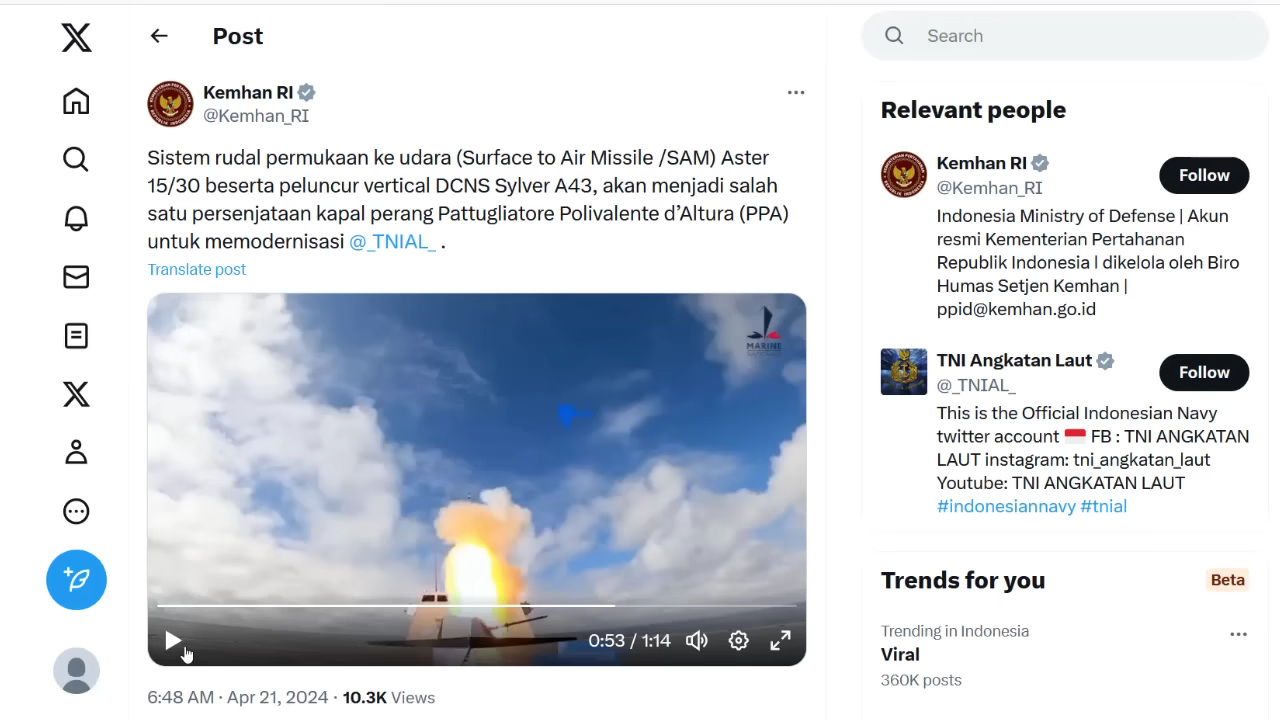 Post
Search
Kemhan RI
@Kemhan_RI
Sistem rudal permukaan ke udara (Surface to Air Missile /SAM) Aster
15/30 beserta peluncur vertical DCNS Sylver A43, akan menjadi salah
satu persenjataan kapal perang Pattugliatore Polivalente d’Altura (PPA)
untuk memodernisasi @_TNIAL_ .
Translate post
MARINE
0:53 / 1:14
6:48 AM · Apr 21, 2024 · 10.3K Views
Relevant people
Kemhan RI
@Kemhan_RI
Follow
Indonesia Ministry of Defense | Akun
resmi Kementerian Pertahanan
Republik Indonesia | dikelola oleh Biro
Humas Setjen Kemhan |
ppid@kemhan.go.id
TNI Angkatan Laut
@_TNIAL_
Follow
This is the Official Indonesian Navy
twitter account 🇮🇩 FB : TNI ANGKATAN
LAUT instagram: tni_angkatan_laut
Youtube: TNI ANGKATAN LAUT
#indonesiannavy #tnial
Trends for you
Beta
Trending in Indonesia
Viral
360K posts